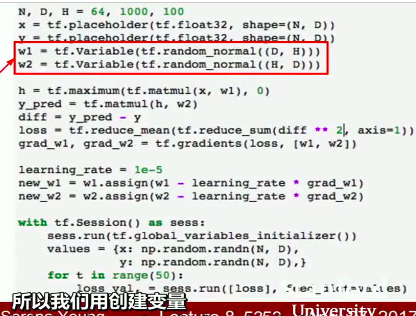 N, D, H = 64, 1000, 100
x = tf.placeholder(tf.float32, shape=(N, D))
y = tf.placeholder(tf.float32, shape=(N, D))
w1 = tf.Variable(tf.random_normal((D, H)))
w2 = tf.Variable(tf.random_normal((H, D)))
h = tf.maximum(tf.matmul(x, w1), 0)
y_pred = tf.matmul(h, w2)
diff = y_pred - y
loss = tf.reduce_mean(tf.reduce_sum(diff ** 2, axis=1))
grad_w1, grad_w2 = tf.gradients(loss, [w1, w2])
learning_rate = 1e-5
new_w1 = w1.assign(w1 - learning_rate * grad_w1)
new_w2 = w2.assign(w2 - learning_rate * grad_w2)
with tf.Session() as sess:
sess.run(tf.global_variables_initializer())
values = {x: np.random.randn(N, D),
y: np.random.randn(N, D),}
for t in range(50):
loss_val, = sess.run([loss], feed_dict=values)
所以我们用创建变量
Serena Yeung
Lecture 8
University
2017